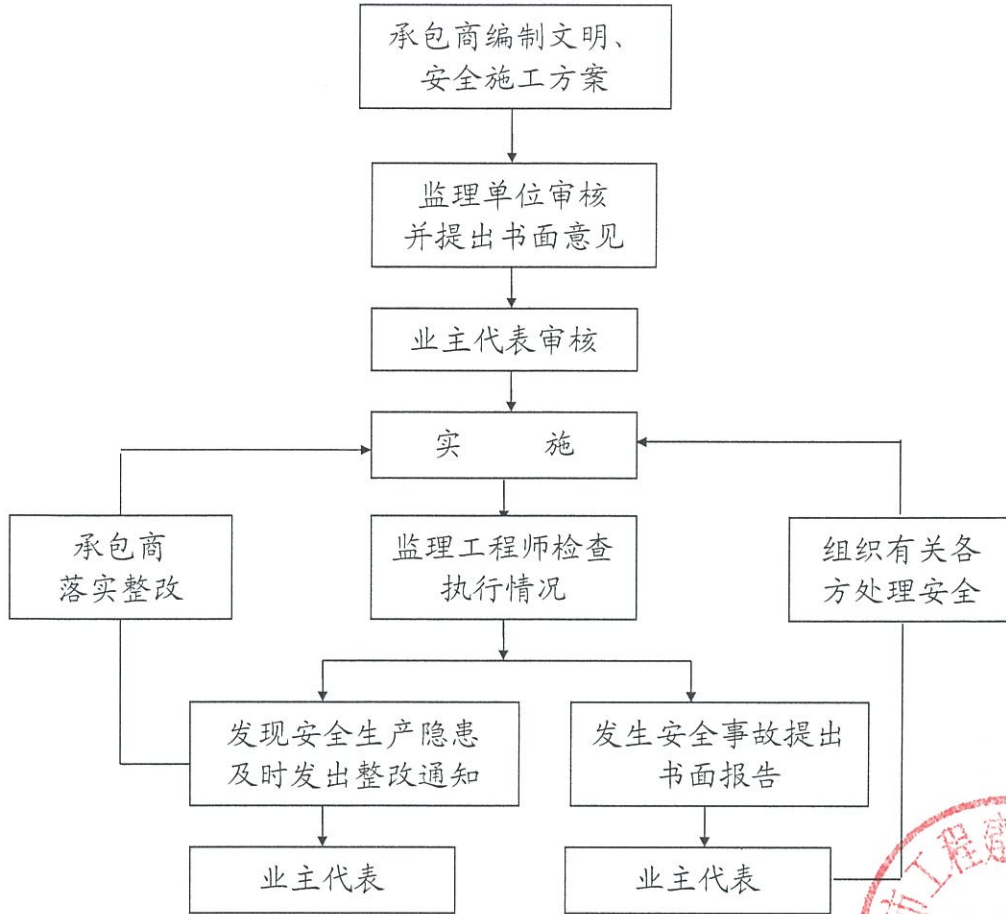 承包商编制文明、
安全施工方案
监理单位审核
并提出书面意见
业主代表审核
实 施
承包商
落实整改
监理工程师检查
执行情况
组织有关各
方处理安全
发现安全生产隐患
及时发出整改通知
发生安全事故提出
书面报告
业主代表
业主代表
市工程建